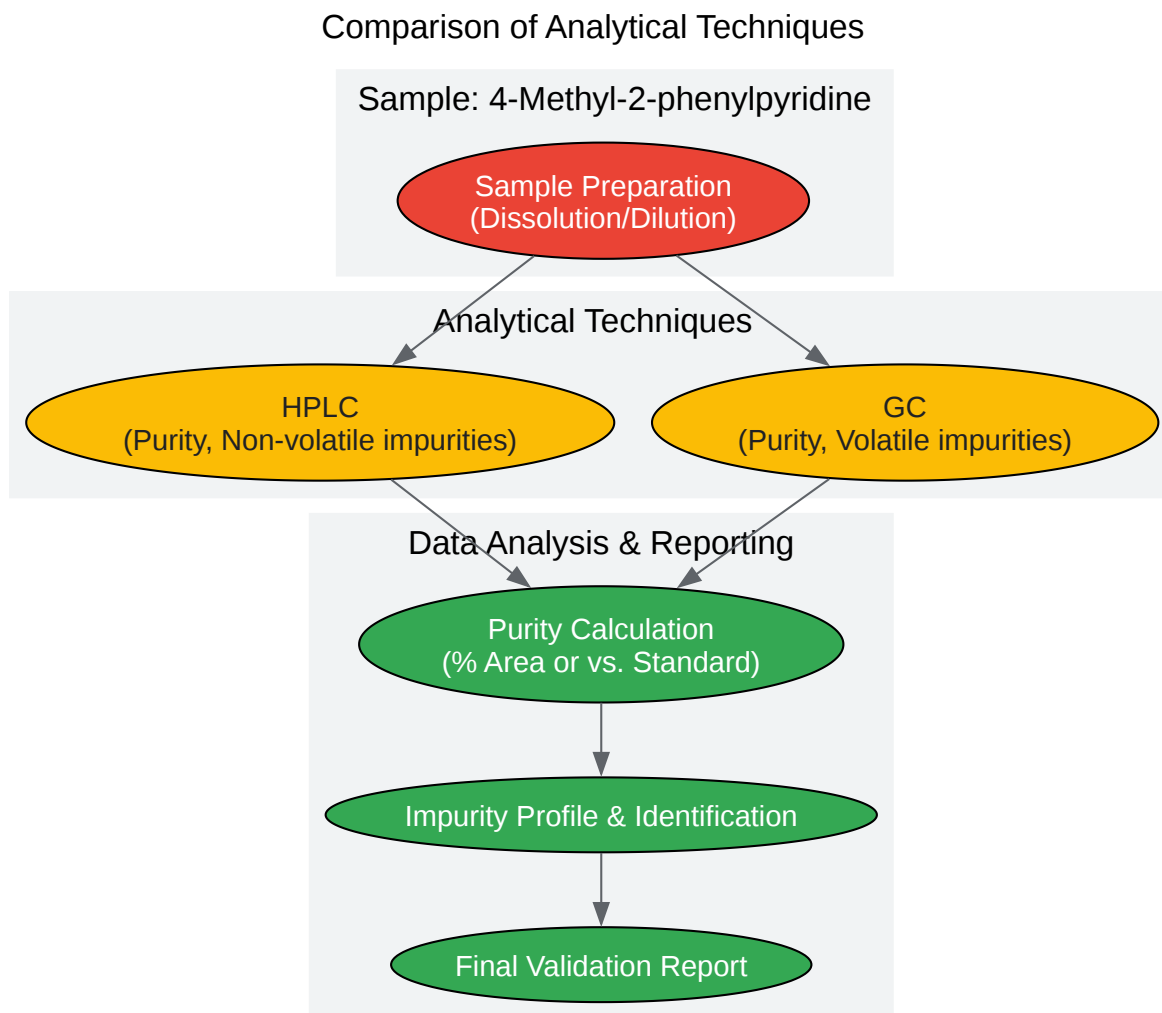 Comparison of Analytical Techniques
Sample: 4-Methyl-2-phenylpyridine
Sample Preparation
(Dissolution/Dilution)
Analytical Techniques
HPLC
(Purity, Non-volatile impurities)
GC
(Purity, Volatile impurities)
Data Analysis & Reporting
Purity Calculation
(% Area or vs. Standard)
Impurity Profile & Identification
Final Validation Report